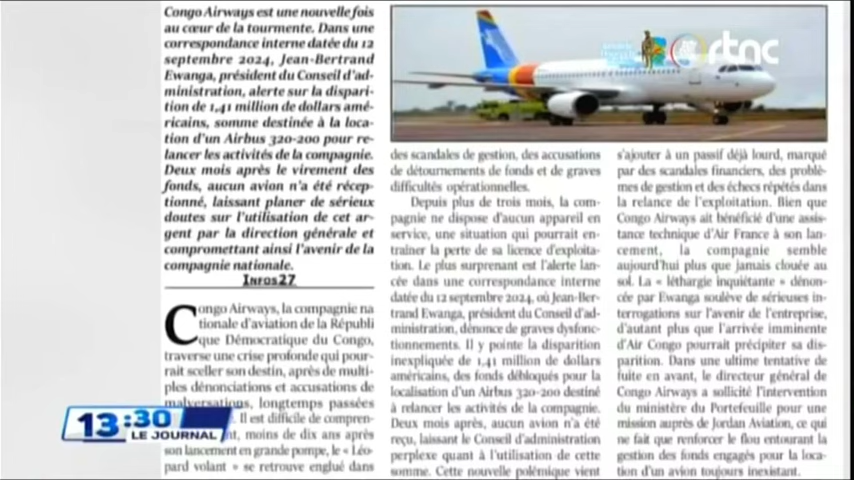 Congo Airways est une nouvelle fois
au cœur de la tourmente. Dans une
correspondance interne datée du 12
septembre 2024, Jean-Bertrand
Ewanga, président du Conseil d'ad-
ministration, alerte sur la dispari-
tion de 1,41 million de dollars amé-
ricains, somme destinée à la loca-
tion d'un Airbus 320-200 pour re-
lancer les activités de la compagnie.
Deux mois après le virement des
fonds, aucun avion n'a été récep-
tionné, laissant planer de sérieux
doutes sur l'utilisation de cet ar-
gent par la direction générale et
compromettant ainsi l'avenir de la
compagnie nationale.
INFOS27
Congo Airways, la compagnie na
tionale d'aviation de la Républi
que Démocratique du Congo,
traverse une crise profonde qui pour-
rait sceller son destin, après de multi-
ples dénonciations et accusations de
malversations, longtemps passées
Il est difficile de compren-
nt, moins de dix ans après
son lancement en grande pompe, le « Léo-
pard volant » se retrouve englué dans
des scandales de gestion, des accusations
de détournements de fonds et de graves
difficultés opérationnelles.
Depuis plus de trois mois, la com-
pagnie ne dispose d'aucun appareil en
service, une situation qui pourrait en-
traîner la perte de sa licence d'exploita-
tion. Le plus surprenant est l'alerte lan-
cée dans une correspondance interne
datée du 12 septembre 2024, où Jean-Ber-
trand Ewanga, président du Conseil d'ad-
ministration, dénonce de graves dysfonc-
tionnements. Il y pointe la disparition
inexpliquée de 1,41 million de dollars
américains, des fonds débloqués pour la
localisation d'un Airbus 320-200 destiné
à relancer les activités de la compagnie.
Deux mois après, aucun avion n'a été
reçu, laissant le Conseil d'administration
perplexe quant à l'utilisation de cette
somme. Cette nouvelle polémique vient
s'ajouter à un passif déjà lourd, marqué
par des scandales financiers, des problè-
mes de gestion et des échecs répétés dans
la relance de l'exploitation. Bien que
Congo Airways ait bénéficié d'une assis-
tance technique d'Air France à son lan-
cement, la compagnie semble
aujourd'hui plus que jamais clouée au
sol. La « léthargie inquiétante » dénon-
cée par Ewanga soulève de sérieuses in-
terrogations sur l'avenir de l'entreprise,
d'autant plus que l'arrivée imminente
d'Air Congo pourrait précipiter sa dis-
parition. Dans une ultime tentative de
fuite en avant, le directeur général de
Congo Airways a sollicité l'intervention
du ministère du Portefeuille pour une
mission auprès de Jordan Aviation, ce qui
ne fait que renforcer le flou entourant la
gestion des fonds engagés pour la loca-
tion d'un avion toujours inexistant.
rtnc
13:30
LE JOURNAL